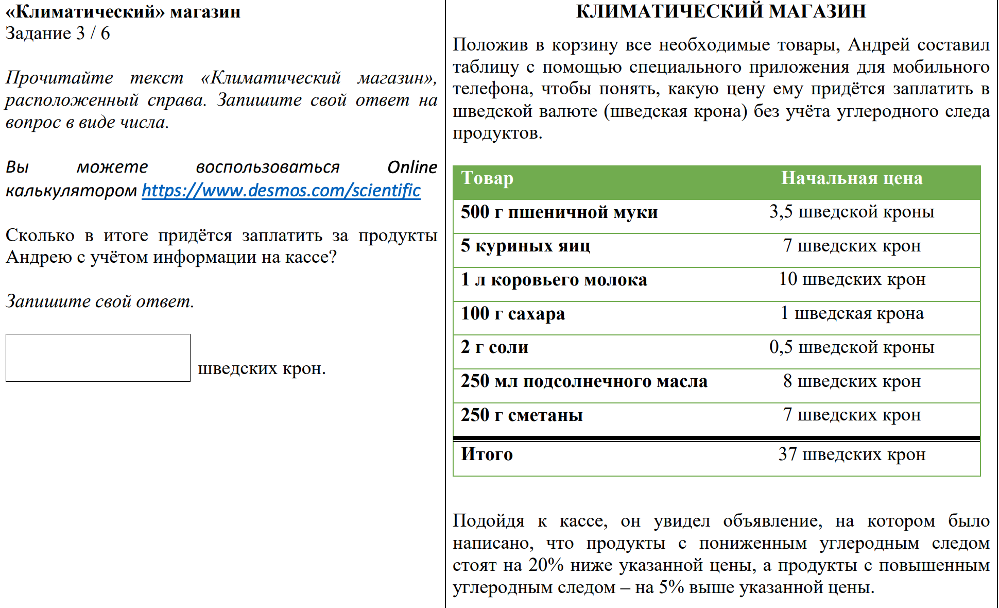 «Климатический» магазин
Задание 3 / 6
Прочитайте текст «Климатический магазин»,
расположенный справа. Запишите свой ответ на
вопрос в виде числа.
Вы можете воспользоваться Online
калькулятором https://www.desmos.com/scientific
Сколько в итоге придётся заплатить за продукты
Андрею с учётом информации на кассе?
Запишите свой ответ.
шведских крон.
КЛИМАТИЧЕСКИЙ МАГАЗИН
Положив в корзину все необходимые товары, Андрей составил
таблицу с помощью специального приложения для мобильного
телефона, чтобы понять, какую цену ему придётся заплатить в
шведской валюте (шведская крона) без учёта углеродного следа
продуктов.
Товар Начальная цена
500 г пшеничной муки 3,5 шведской кроны
5 куриных яиц 7 шведских крон
1 л коровьего молока 10 шведских крон
100 г сахара 1 шведская крона
2 г соли 0,5 шведской кроны
250 мл подсолнечного масла 8 шведских крон
250 г сметаны 7 шведских крон
Итого 37 шведских крон
Подойдя к кассе, он увидел объявление, на котором было
написано, что продукты с пониженным углеродным следом
стоят на 20% ниже указанной цены, а продукты с повышенным
углеродным следом – на 5% выше указанной цены.